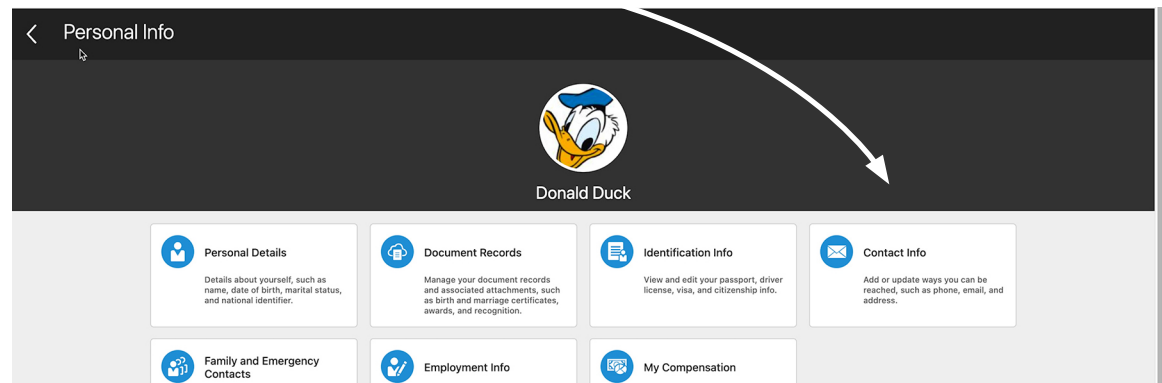 Personal Info
Donald Duck
Personal Details
Details about yourself, such as
name, date of birth, marital status,
and national identifier.
Document Records
Manage your document records
and associated attachments, such
as birth and marriage certificates,
awards, and recognition.
Identification Info
View and edit your passport, driver
license, visa, and citizenship info.
Contact Info
Add or update ways you can be
reached, such as phone, email, and
address.
Family and Emergency
Contacts
Employment Info
My Compensation